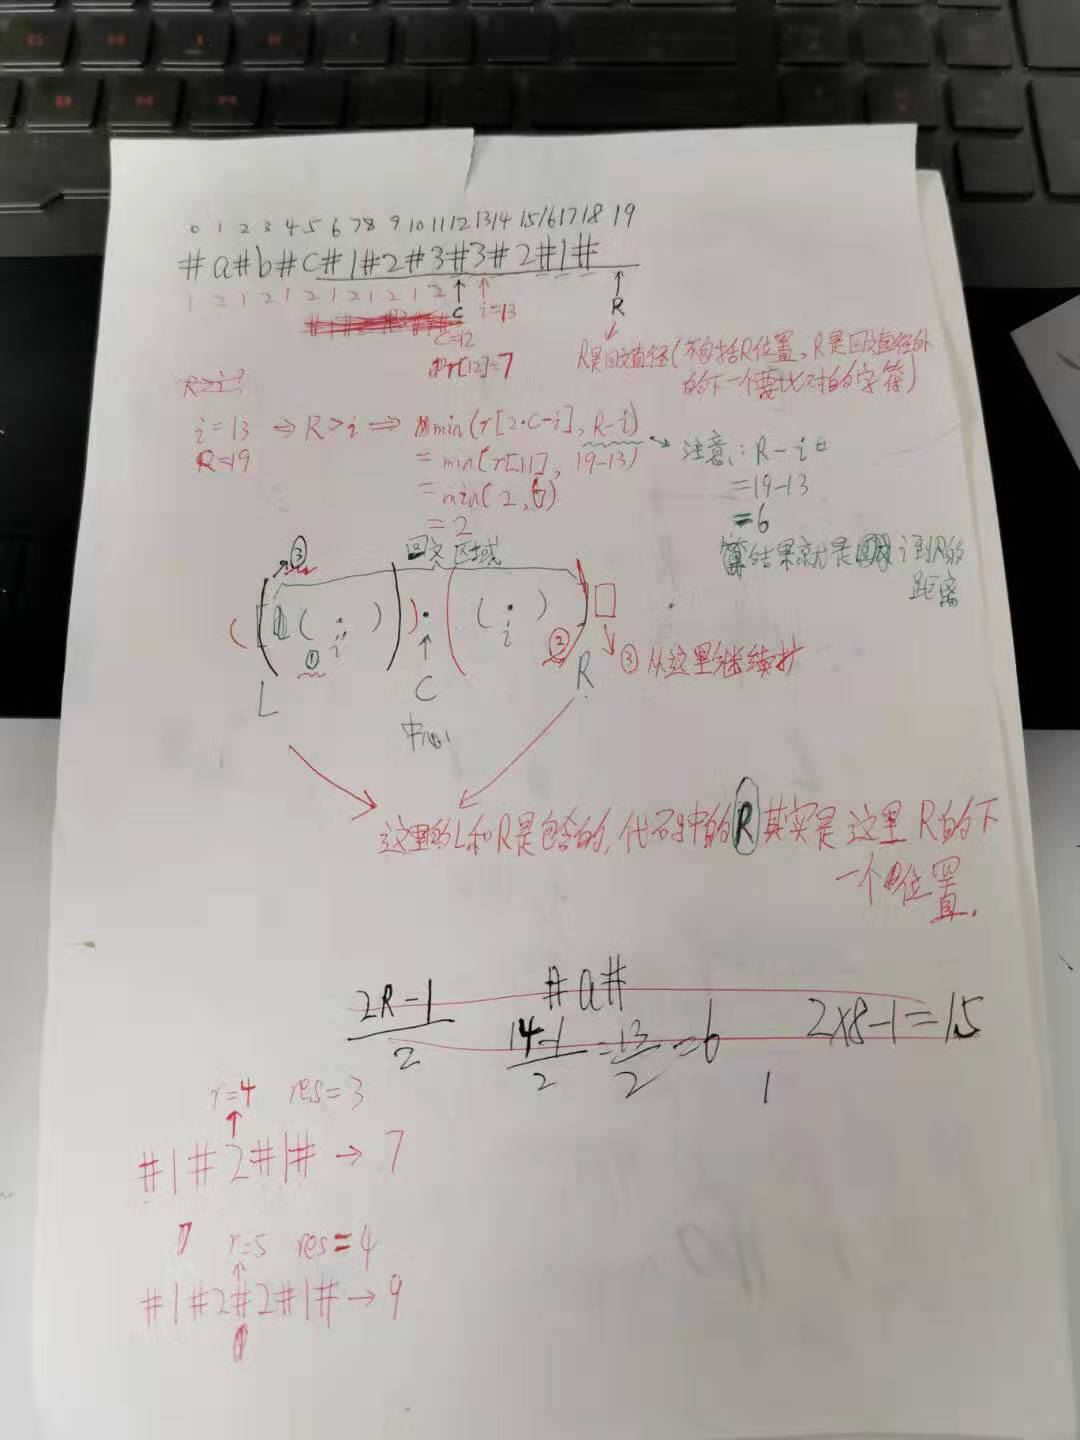 0 1 2 3 4 5 6 7 8 9 10 11 12 13 14 15 16 17 18 19
#a#b#c#1#2#3#3#2#1#
1 2 1 2 1 2 1 2 1 2 1 2
C i=13 R
C=12
r[12]=7
R是回文直径(不包括R位置,R是回文直径外
的下一个要比对的字符)
R>i?
i=13 => R>i => min(r[2·C-i], R-i)
R=19
= min(r[11], 19-13)
= min(2, 6)
= 2
注意: R-i
=19-13
=6
结果就是 i到R的
距离
③ 回文区域
( [ ( · ) ) ) · ( ( · ) )
① i' i ②
③从这里继续扩
L C R
中心
这里的L和R是包含的,代码中的R其实是这里R的下
一个位置.
#a#
2R-1/2 14-1/2=13/2=6 2×8-1=15
1
r=4 res=3
#1#2#1# → 7
r=5 res=4
#1#2#2#1# → 9